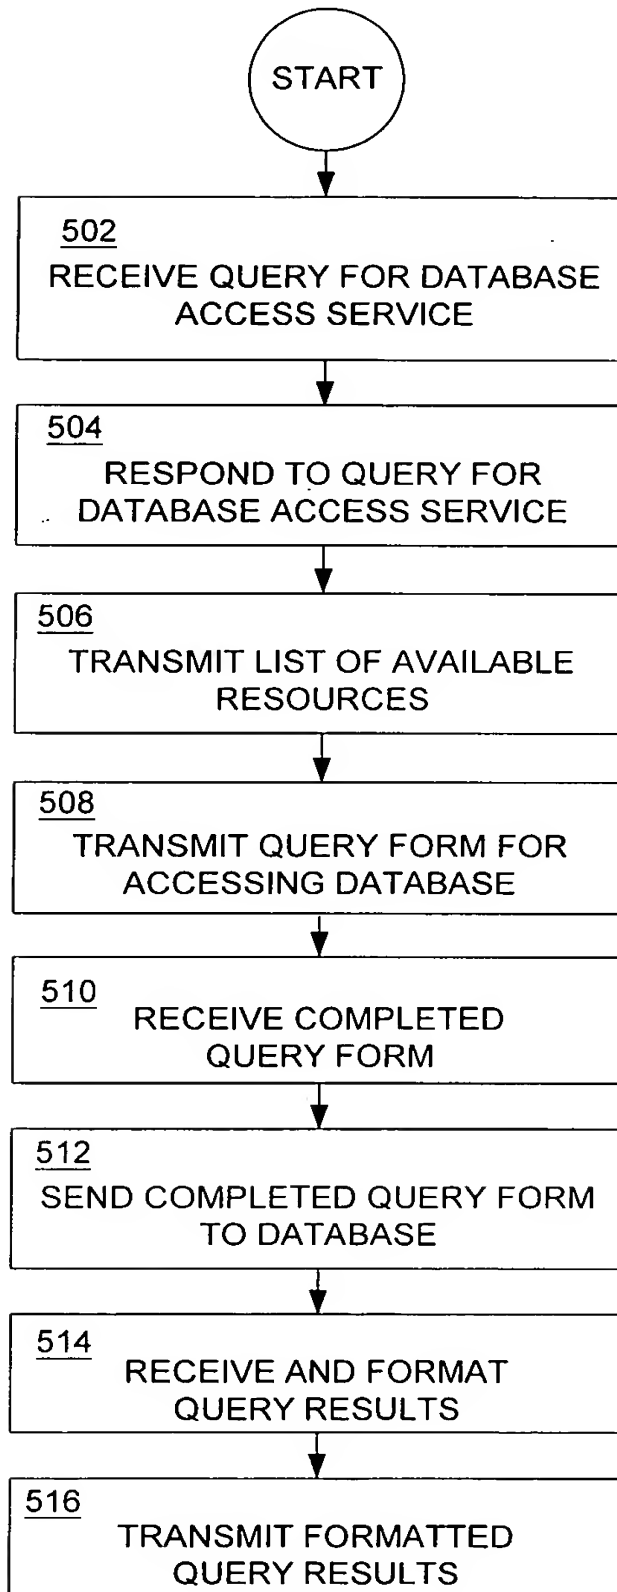 START
502
RECEIVE QUERY FOR DATABASE
ACCESS SERVICE
504
RESPOND TO QUERY FOR
DATABASE ACCESS SERVICE
506
TRANSMIT LIST OF AVAILABLE
RESOURCES
508
TRANSMIT QUERY FORM FOR
ACCESSING DATABASE
510
RECEIVE COMPLETED
QUERY FORM
512
SEND COMPLETED QUERY FORM
TO DATABASE
514
RECEIVE AND FORMAT
QUERY RESULTS
516
TRANSMIT FORMATTED
QUERY RESULTS